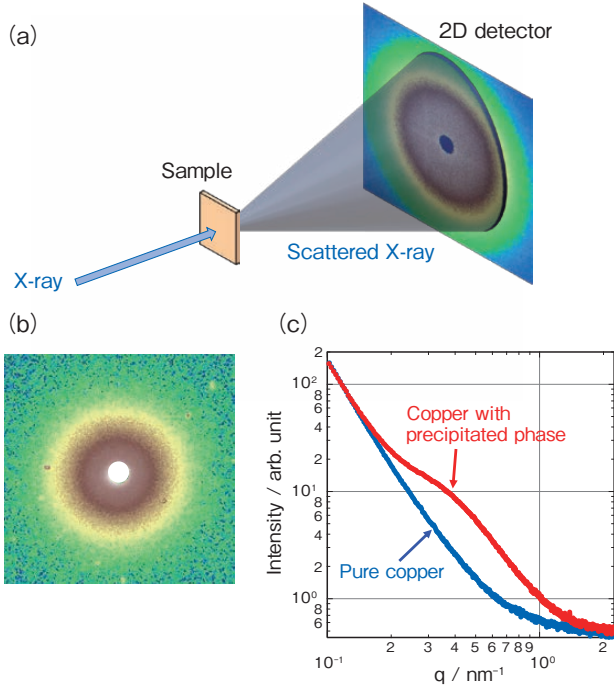 (a)
2D detector
Sample
Scattered X-ray
X-ray
(b)
(c)
2
10²
8
6
4
2
10¹
8
6
4
2
10⁰
8
6
Intensity / arb. unit
Copper with
precipitated phase
Pure copper
2 3 4 5 6 7 8 9 2
10⁻¹ 10⁰
q / nm⁻¹